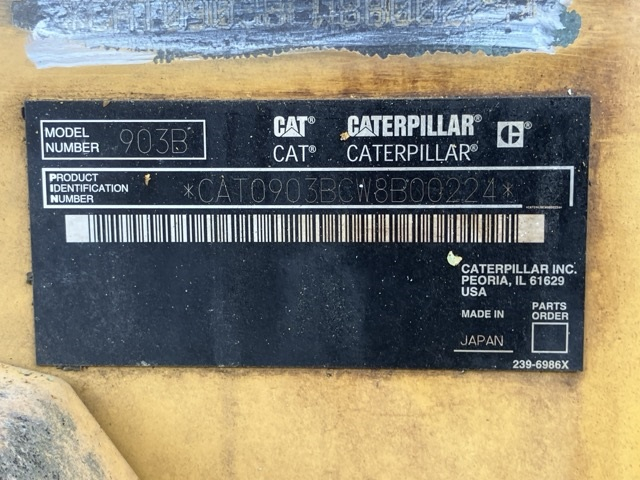 MODEL NUMBER 903B
CAT® CATERPILLAR® C®
CAT® CATERPILLAR®
PRODUCT IDENTIFICATION NUMBER *CAT0903BCW8B00224*
CATERPILLAR INC.
PEORIA, IL 61629
USA
MADE IN
JAPAN
PARTS ORDER
239-6986X